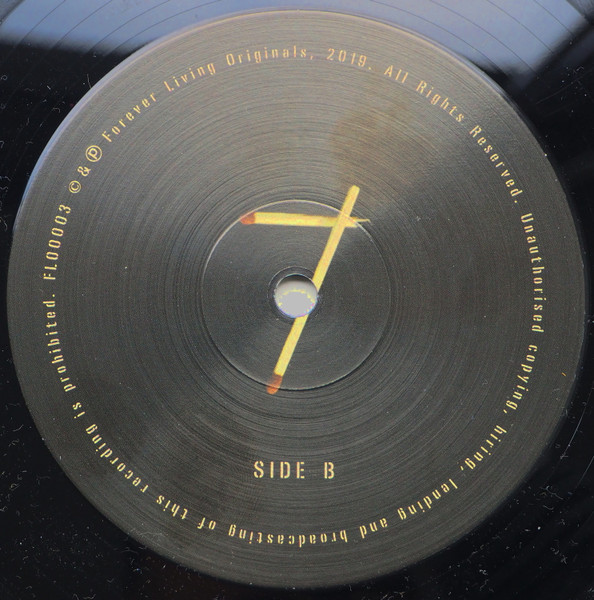 FLO0003 © & ℗ Forever Living Originals, 2019. All Rights Reserved. Unauthorised copying, hiring, lending and broadcasting of this recording is prohibited.
7
SIDE B